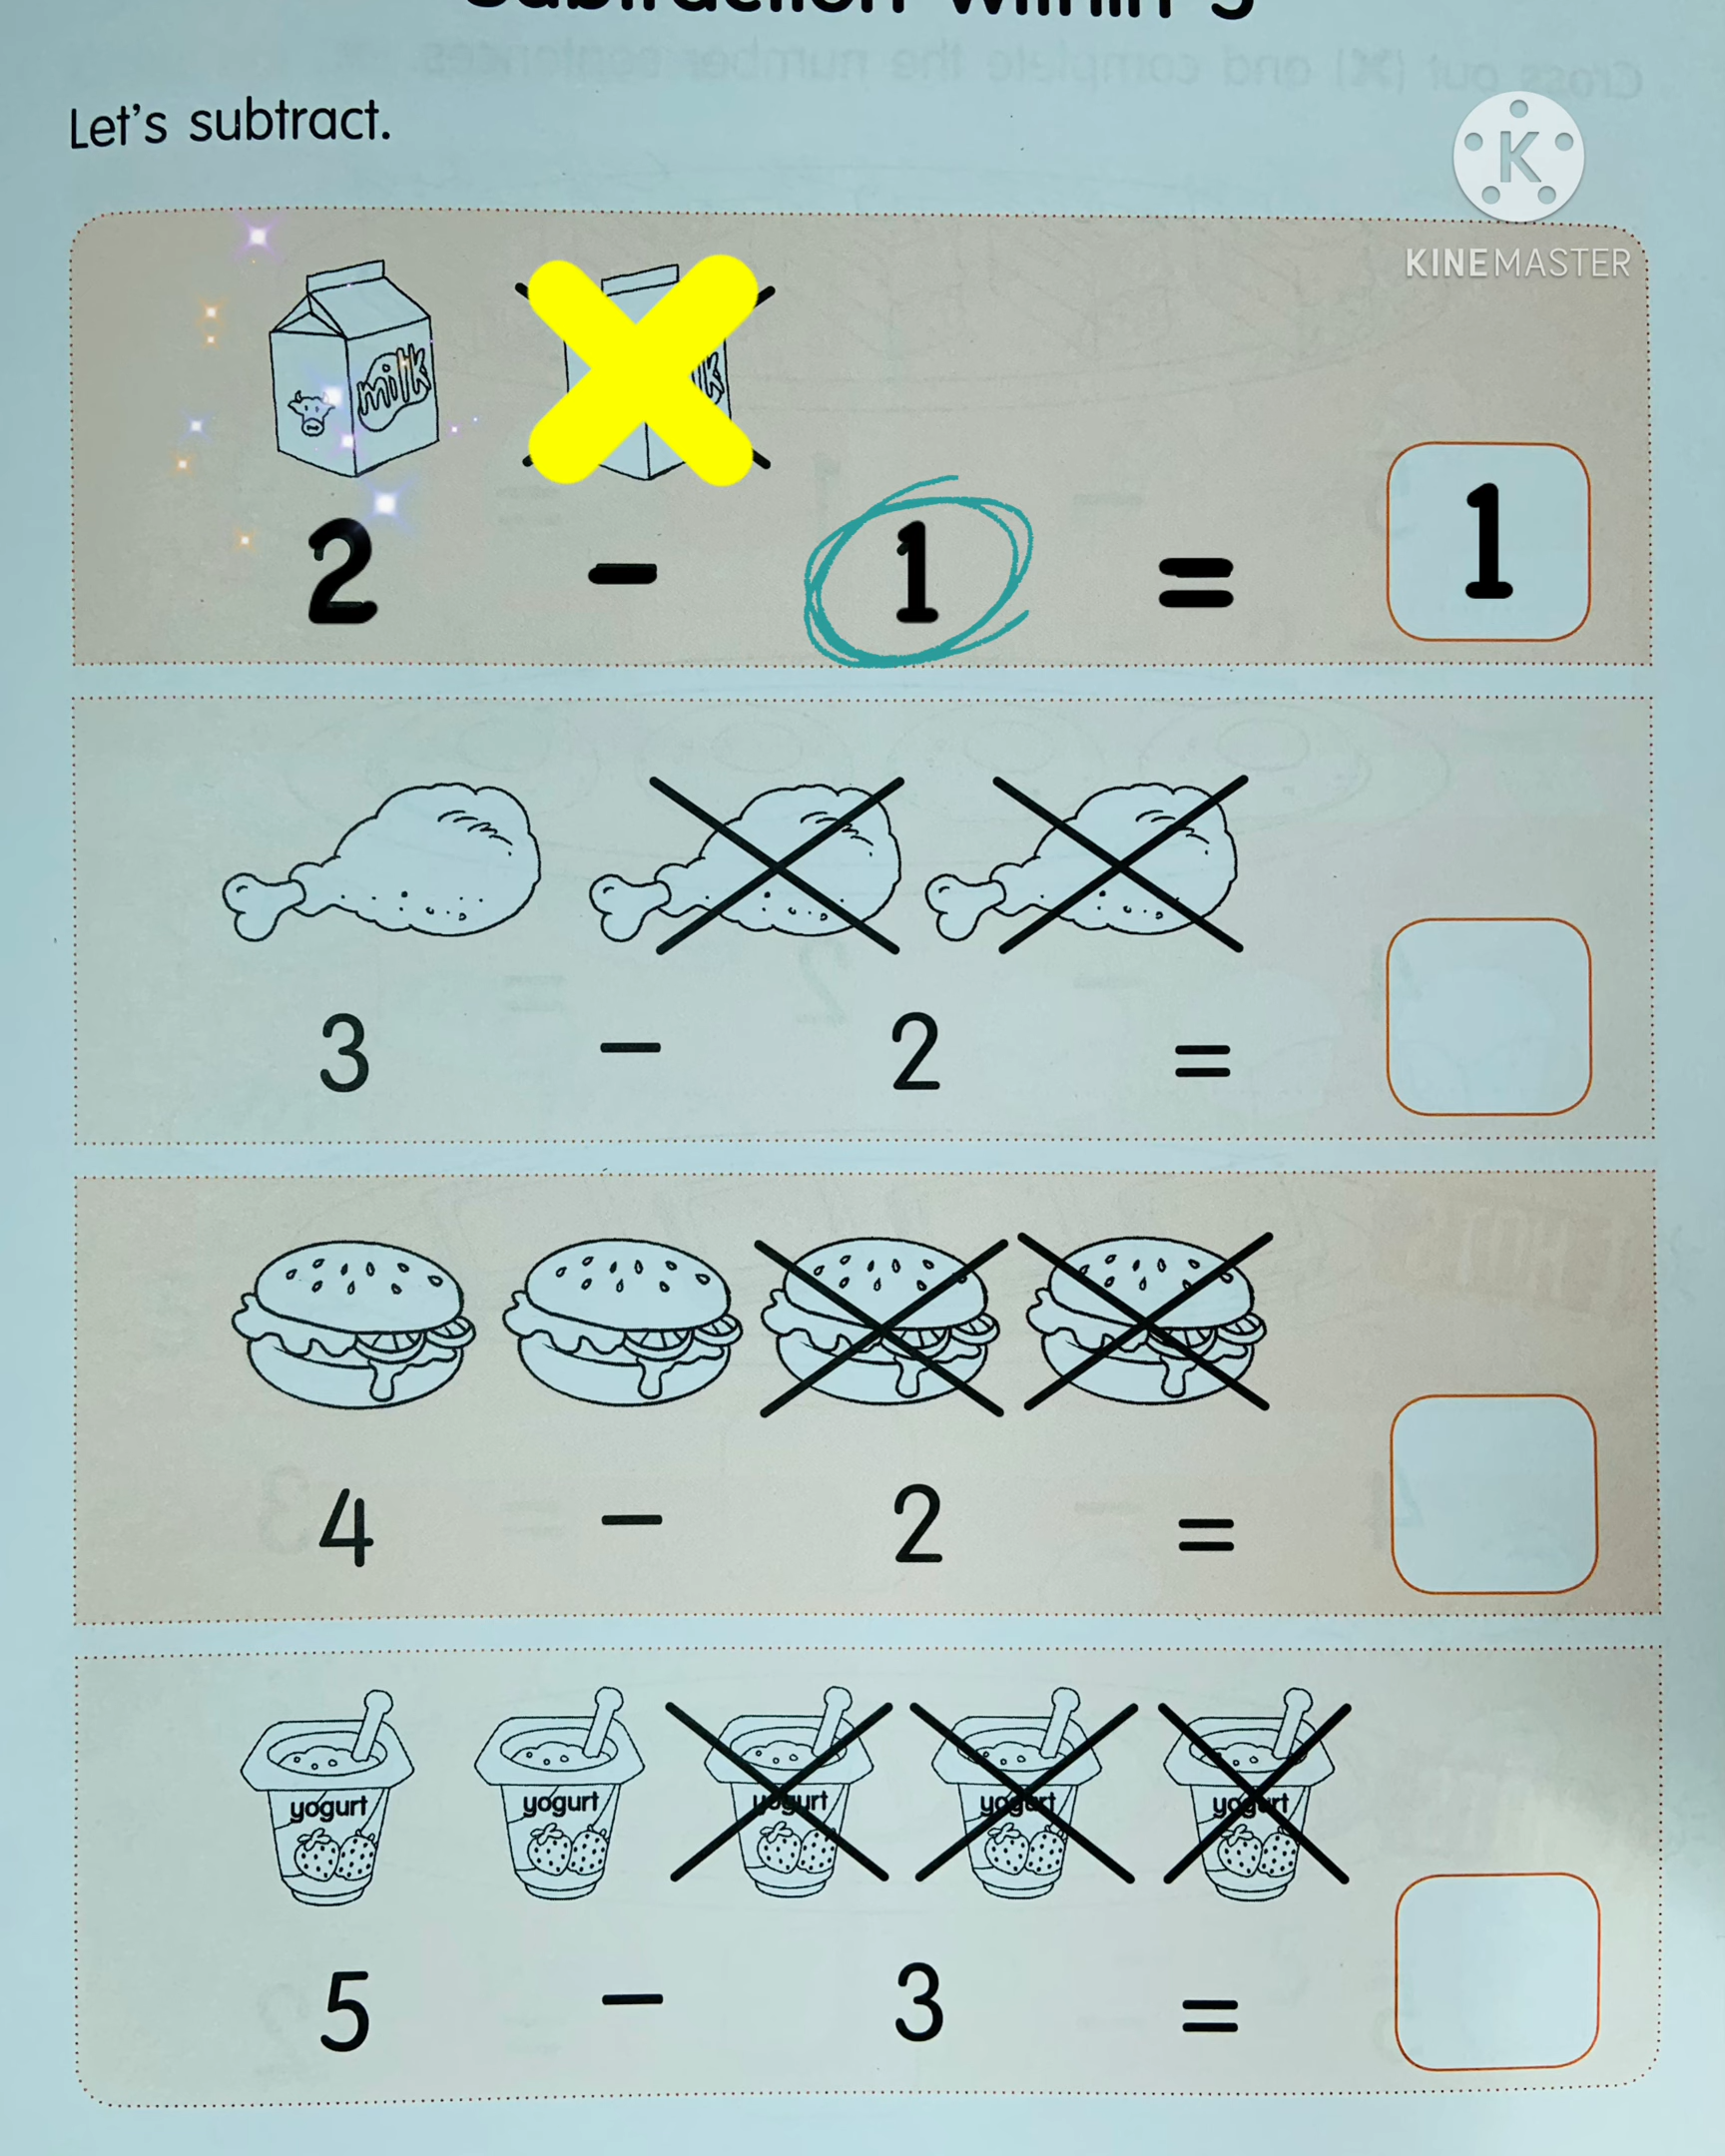 Let's subtract.
K
KINEMASTER
milk
2 - 1 = 1
3 - 2 =
4 - 2 =
yogurt yogurt yogurt yogurt yogurt
5 - 3 =